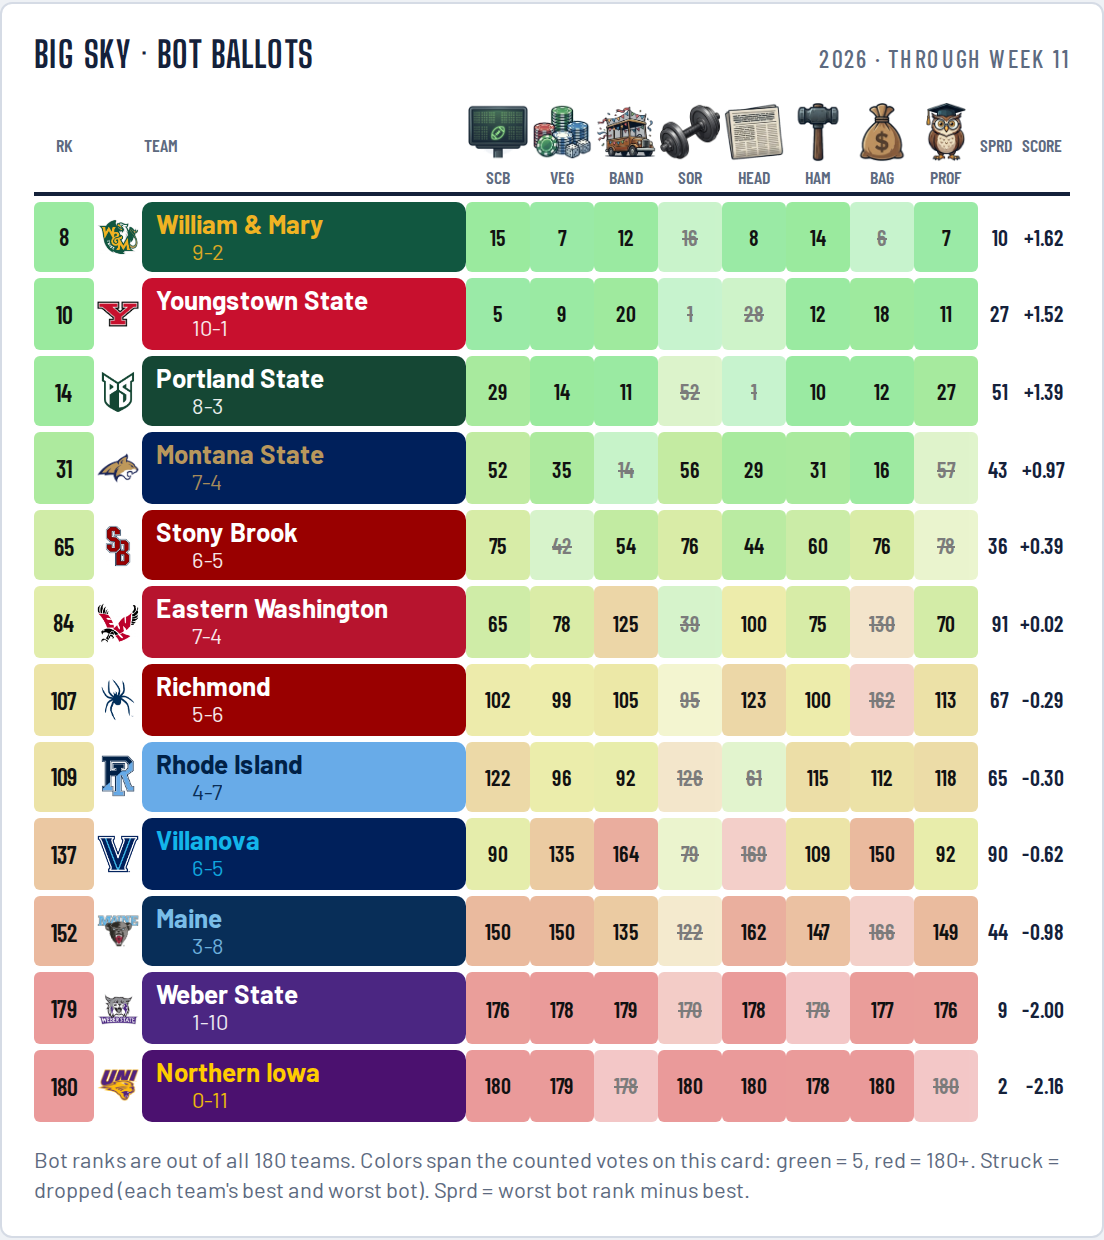 BIG SKY · BOT BALLOTS
2026 · THROUGH WEEK 11
RK TEAM SCB VEG BAND SOR HEAD HAM BAG PROF SPRD SCORE
8 William & Mary 9-2 15 7 12 16 8 14 6 7 10 +1.62
10 Youngstown State 10-1 5 9 20 1 28 12 18 11 27 +1.52
14 Portland State 8-3 29 14 11 52 1 10 12 27 51 +1.39
31 Montana State 7-4 52 35 14 56 29 31 16 57 43 +0.97
65 Stony Brook 6-5 75 42 54 76 44 60 76 78 36 +0.39
84 Eastern Washington 7-4 65 78 125 39 100 75 130 70 91 +0.02
107 Richmond 5-6 102 99 105 95 123 100 162 113 67 -0.29
109 Rhode Island 4-7 122 96 92 126 61 115 112 118 65 -0.30
137 Villanova 6-5 90 135 164 79 169 109 150 92 90 -0.62
152 MAINE Maine 3-8 150 150 135 122 162 147 166 149 44 -0.98
179 WEBER STATE Weber State 1-10 176 178 179 170 178 179 177 176 9 -2.00
180 UNI Northern Iowa 0-11 180 179 178 180 180 178 180 180 2 -2.16
Bot ranks are out of all 180 teams. Colors span the counted votes on this card: green = 5, red = 180+. Struck =
dropped (each team's best and worst bot). Sprd = worst bot rank minus best.